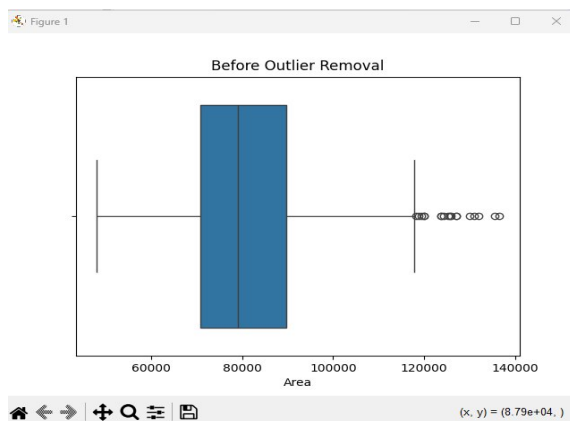 Figure 1
Before Outlier Removal
60000 80000 100000 120000 140000
Area
(x, y) = (8.79e+04, )